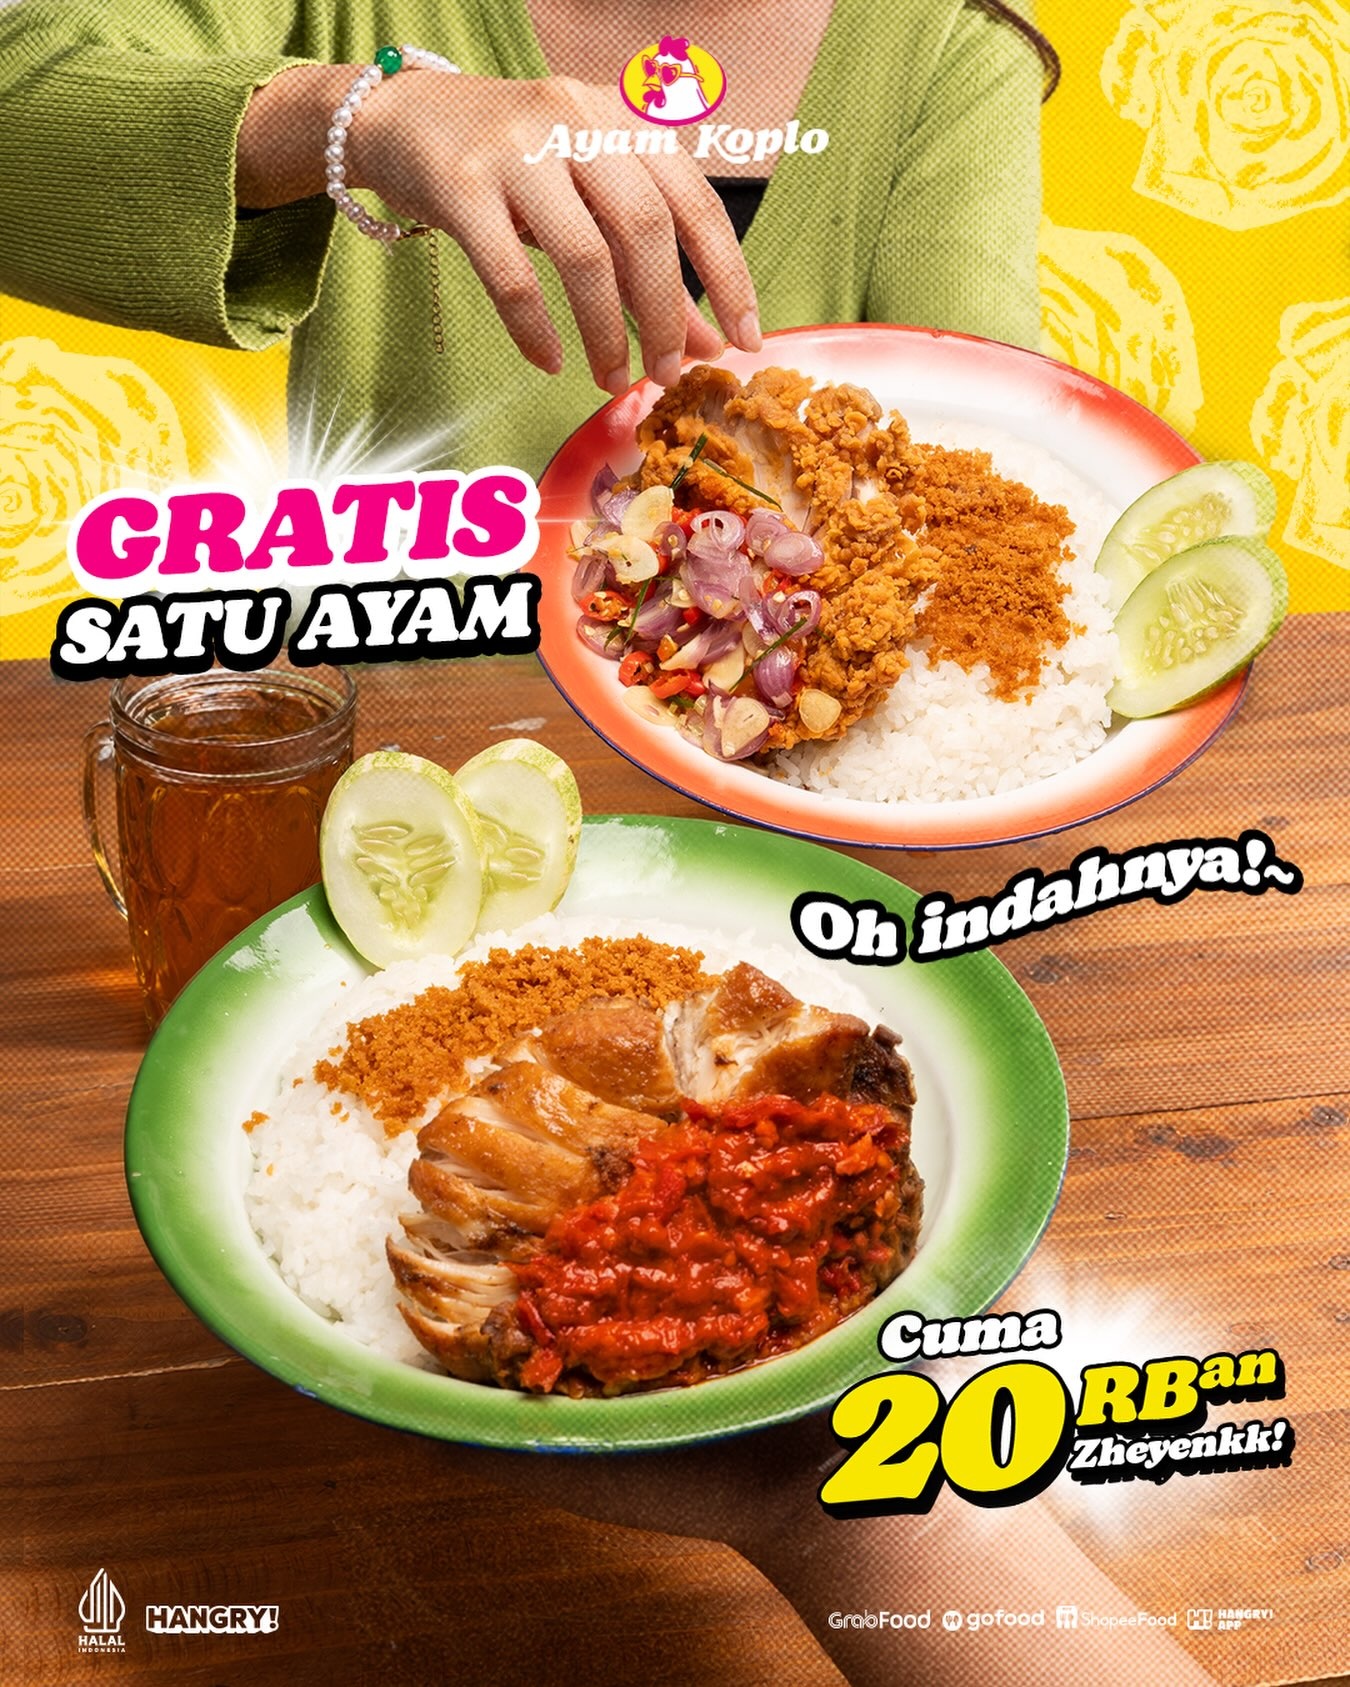 Ayam Koplo
GRATIS
SATU AYAM
Oh indahnya!~
Cuma
20 RBan
Zheyenkk!
HALAL
INDONESIA
HANGRY!
GrabFood gofood ShopeeFood H! HANGRY! APP